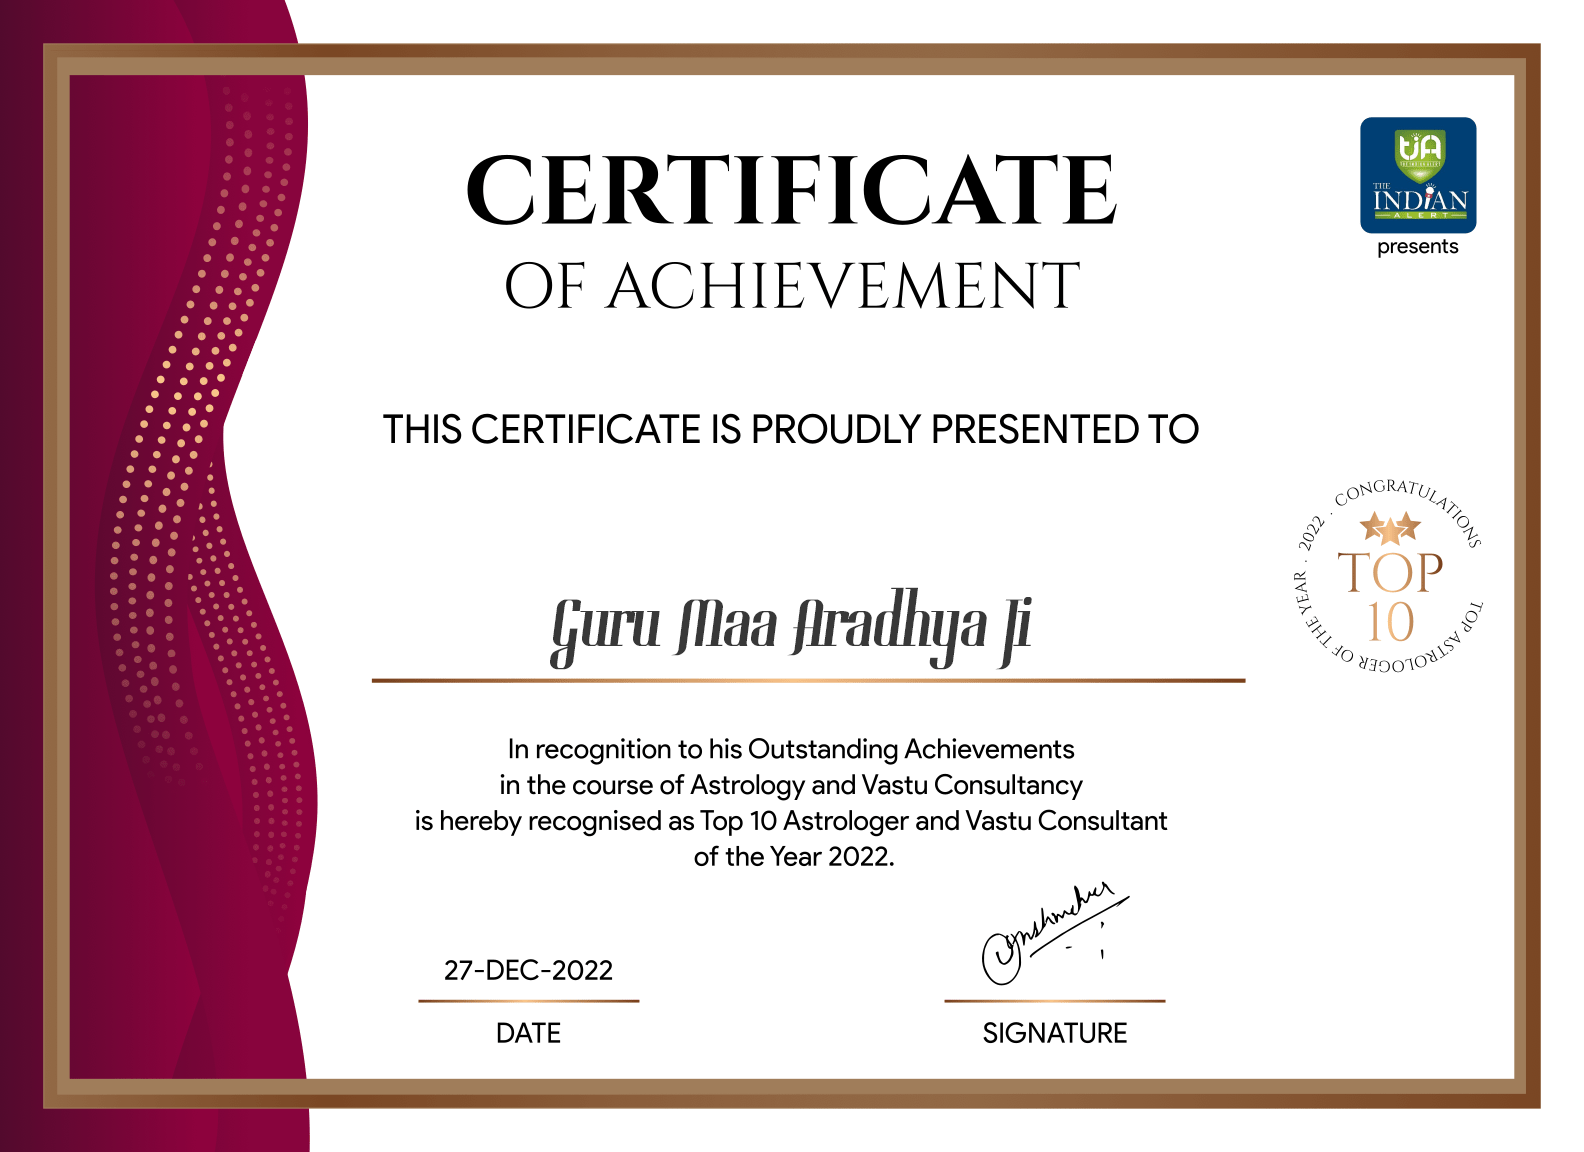 CERTIFICATE
OF ACHIEVEMENT
TiA
THE INDIAN ALERT
THE
INDiAN
ALERT
presents
THIS CERTIFICATE IS PROUDLY PRESENTED TO
Guru Maa Aradhya Ji
2022 . CONGRATULATIONS
TOP
10
TOP ASTROLOGER OF THE YEAR .
In recognition to his Outstanding Achievements
in the course of Astrology and Vastu Consultancy
is hereby recognised as Top 10 Astrologer and Vastu Consultant
of the Year 2022.
27-DEC-2022
DATE
SIGNATURE